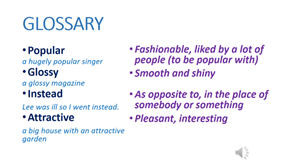 GLOSSARY
• Popular
a hugely popular singer
• Glossy
a glossy magazine
• Instead
Lee was ill so I went instead.
• Attractive
a big house with an attractive
garden
• Fashionable, liked by a lot of
people (to be popular with)
• Smooth and shiny
• As opposite to, in the place of
somebody or something
• Pleasant, interesting